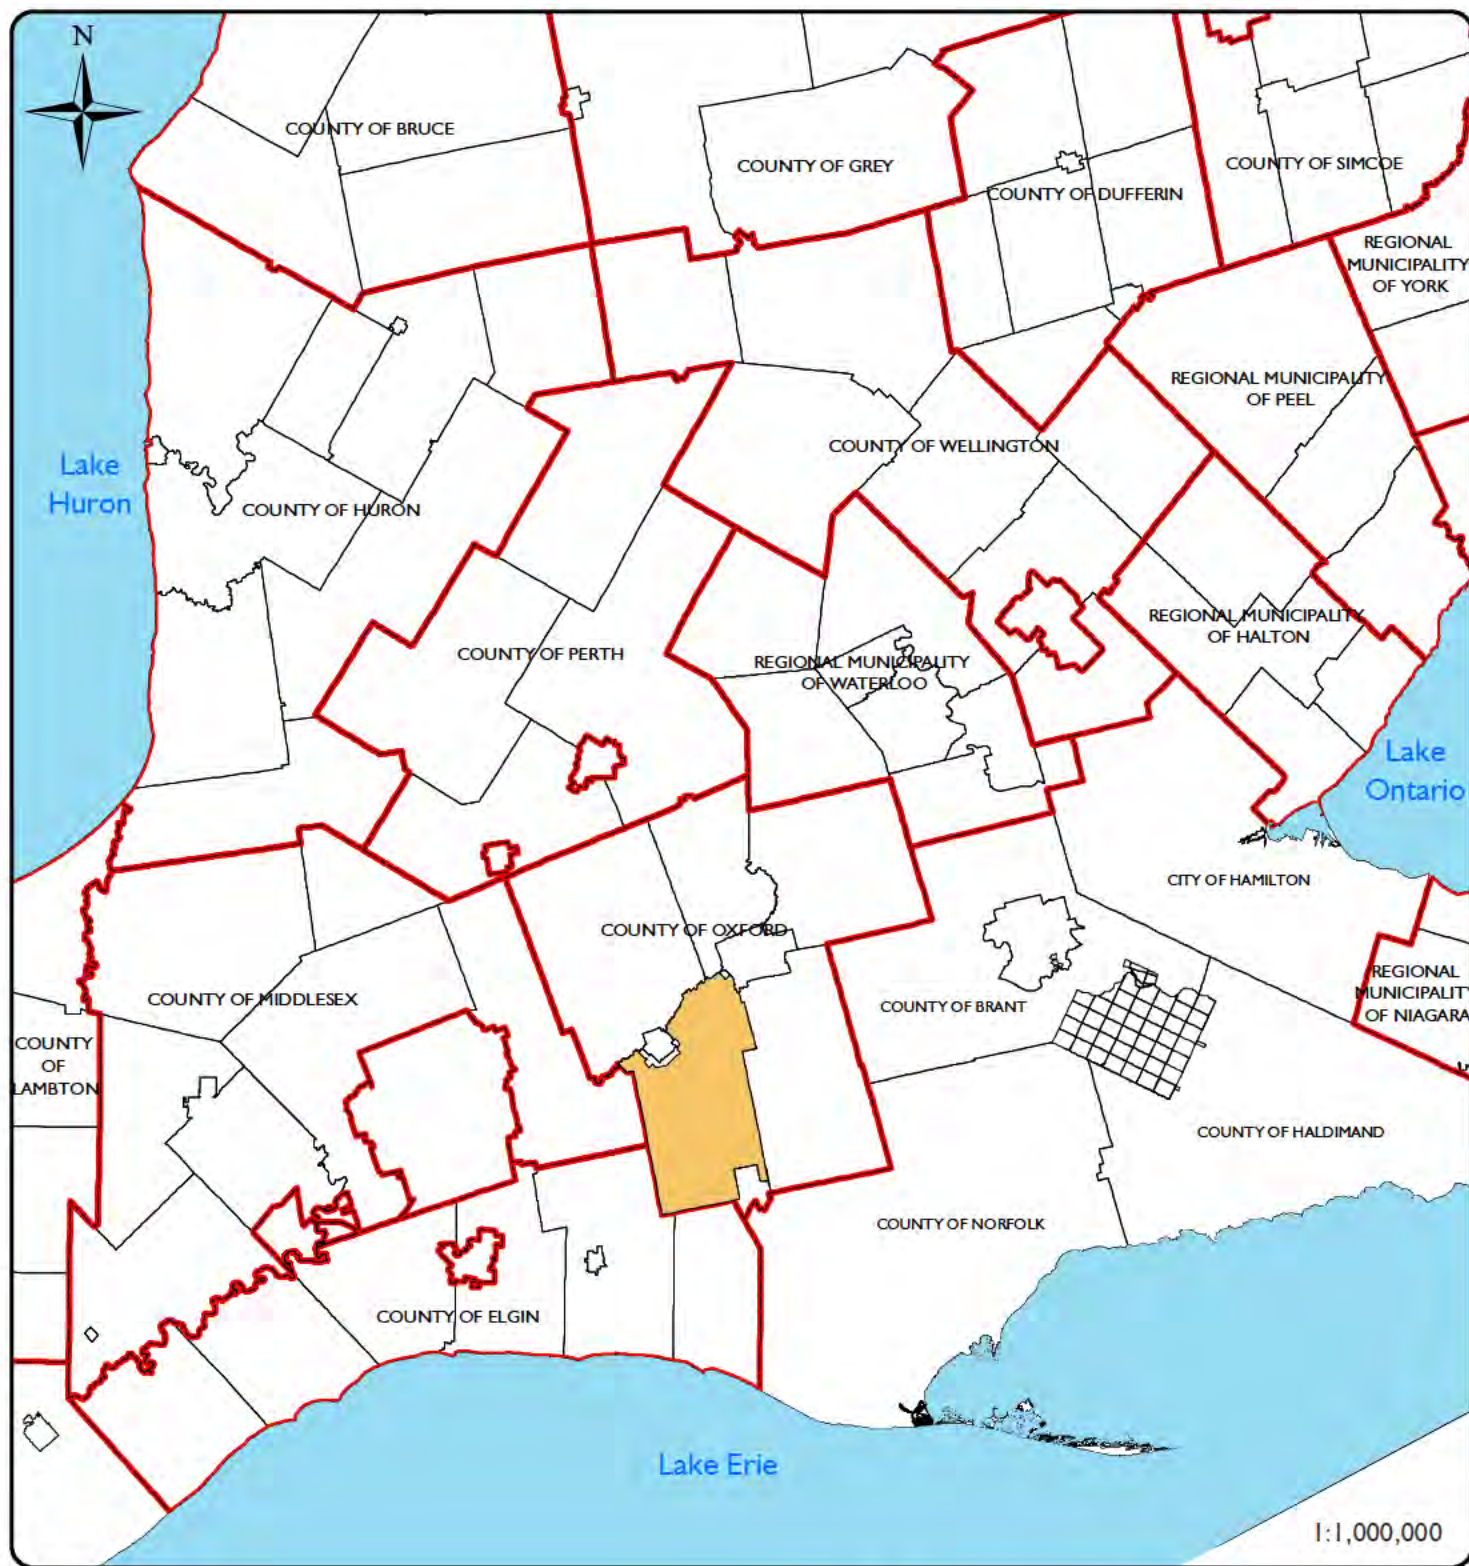 N
COUNTY OF BRUCE
COUNTY OF GREY
COUNTY OF SIMCOE
COUNTY OF DUFFERIN
REGIONAL
MUNICIPALITY
OF YORK
REGIONAL MUNICIPALITY
OF PEEL
COUNTY OF WELLINGTON
Lake
Huron
COUNTY OF HURON
REGIONAL MUNICIPALITY
OF HALTON
COUNTY OF PERTH
REGIONAL MUNICIPALITY
OF WATERLOO
Lake
Ontario
CITY OF HAMILTON
COUNTY OF OXFORD
REGIONAL
MUNICIPALITY
OF NIAGARA
COUNTY OF MIDDLESEX
COUNTY OF BRANT
COUNTY
OF
LAMBTON
COUNTY OF HALDIMAND
COUNTY OF NORFOLK
COUNTY OF ELGIN
Lake Erie
1:1,000,000